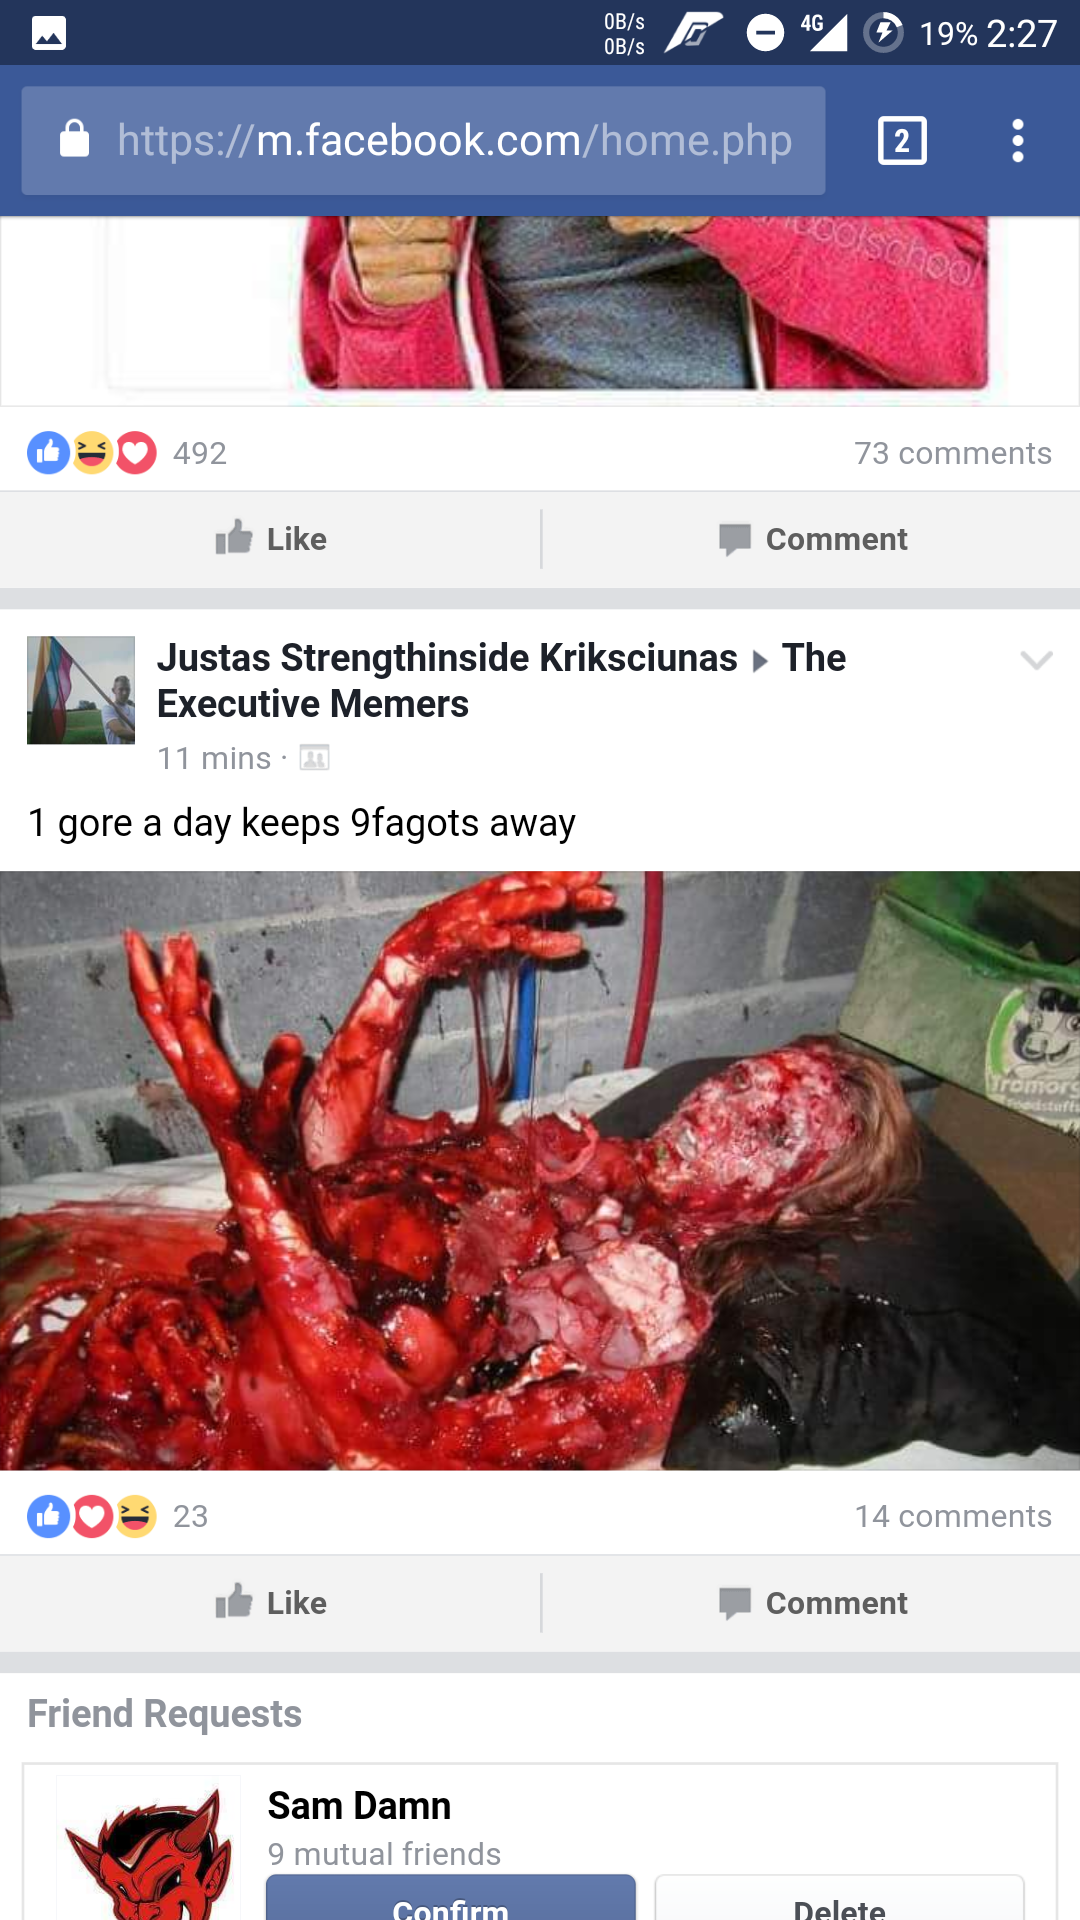 0B/s
0B/s
4G
19% 2:27
https://m.facebook.com/home.php
2
492
73 comments
Like
Comment
Justas Strengthinside Kriksciunas ▸ The
Executive Memers
11 mins ·
1 gore a day keeps 9fagots away
23
14 comments
Like
Comment
Friend Requests
Sam Damn
9 mutual friends
Confirm
Delete